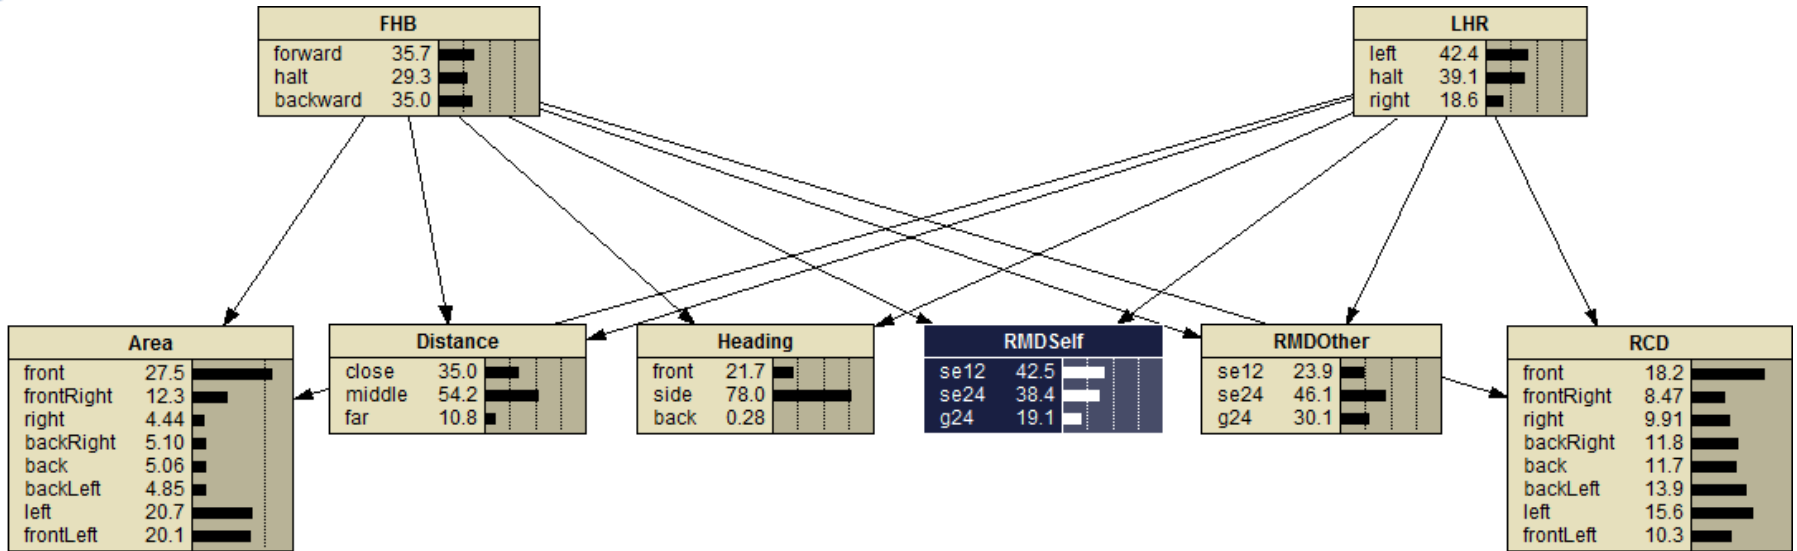 FHB
forward 35.7
halt 29.3
backward 35.0
LHR
left 42.4
halt 39.1
right 18.6
Area
front 27.5
frontRight 12.3
right 4.44
backRight 5.10
back 5.06
backLeft 4.85
left 20.7
frontLeft 20.1
Distance
close 35.0
middle 54.2
far 10.8
Heading
front 21.7
side 78.0
back 0.28
RMDSelf
se12 42.5
se24 38.4
g24 19.1
RMDOther
se12 23.9
se24 46.1
g24 30.1
RCD
front 18.2
frontRight 8.47
right 9.91
backRight 11.8
back 11.7
backLeft 13.9
left 15.6
frontLeft 10.3